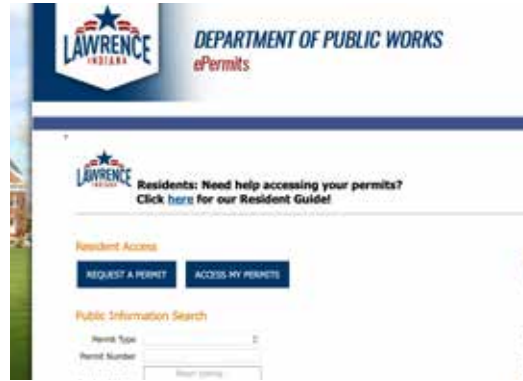 LAWRENCE
INDIANA
DEPARTMENT OF PUBLIC WORKS
ePermits
LAWRENCE
Residents: Need help accessing your permits?
Click here for our Resident Guide!
Resident Access
REQUEST A PERMIT
ACCESS MY PERMITS
Public Information Search
Permit Type
Permit Number